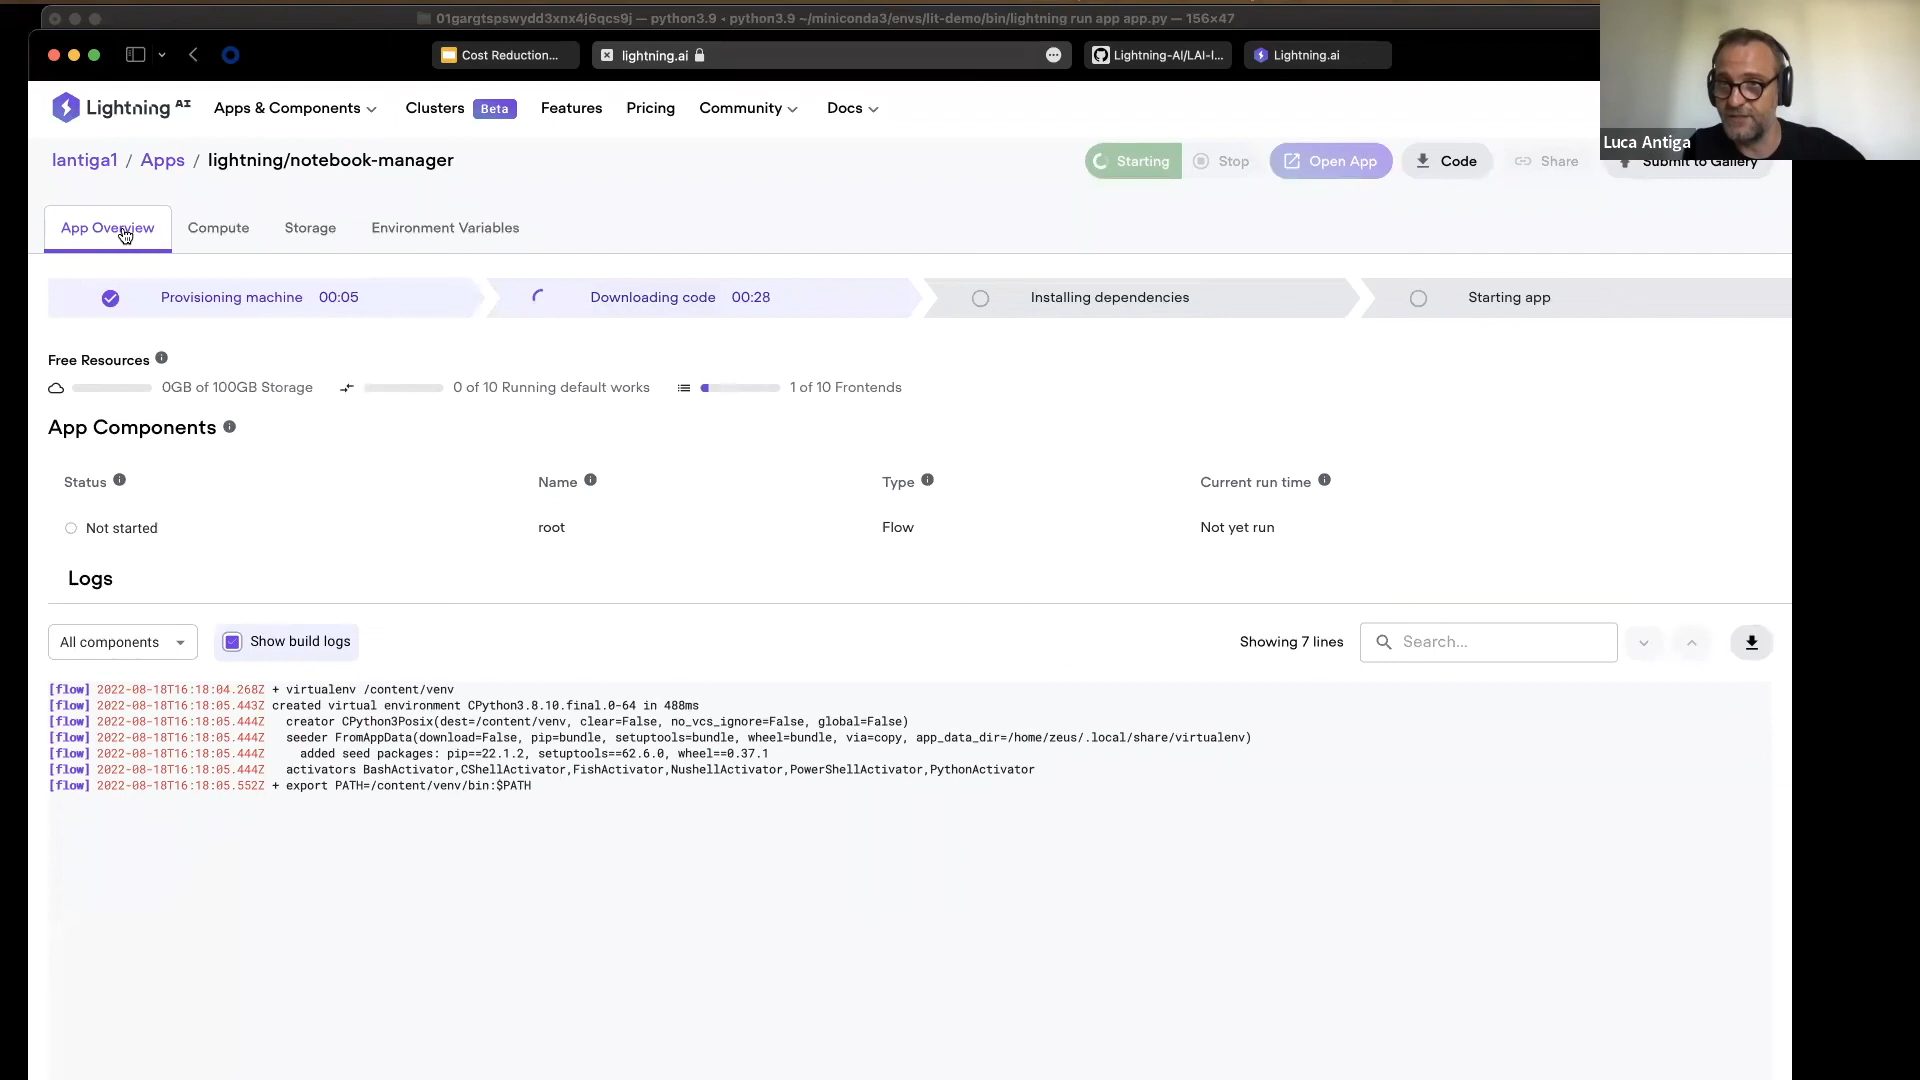 01gargtspswydd3xnx4j6qcs9j — python3.9 ◂ python3.9 ~/miniconda3/envs/lit-demo/bin/lightning run app app.py — 156×47
Cost Reduction...
lightning.ai
Lightning-AI/LAI-l...
Lightning.ai
Lightning AI
Apps & Components
Clusters Beta
Features
Pricing
Community
Docs
Luca Antiga
lantiga1 / Apps / lightning/notebook-manager
Starting
Stop
Open App
Code
Share
Submit to Gallery
App Overview
Compute
Storage
Environment Variables
Provisioning machine 00:05
Downloading code 00:28
Installing dependencies
Starting app
Free Resources
0GB of 100GB Storage
0 of 10 Running default works
1 of 10 Frontends
App Components
Status Name Type Current run time
Not started root Flow Not yet run
Logs
All components
Show build logs
Showing 7 lines
Search...
[flow] 2022-08-18T16:18:04.268Z + virtualenv /content/venv
[flow] 2022-08-18T16:18:05.443Z created virtual environment CPython3.8.10.final.0-64 in 488ms
[flow] 2022-08-18T16:18:05.444Z creator CPython3Posix(dest=/content/venv, clear=False, no_vcs_ignore=False, global=False)
[flow] 2022-08-18T16:18:05.444Z seeder FromAppData(download=False, pip=bundle, setuptools=bundle, wheel=bundle, via=copy, app_data_dir=/home/zeus/.local/share/virtualenv)
[flow] 2022-08-18T16:18:05.444Z added seed packages: pip==22.1.2, setuptools==62.6.0, wheel==0.37.1
[flow] 2022-08-18T16:18:05.444Z activators BashActivator,CShellActivator,FishActivator,NushellActivator,PowerShellActivator,PythonActivator
[flow] 2022-08-18T16:18:05.552Z + export PATH=/content/venv/bin:$PATH